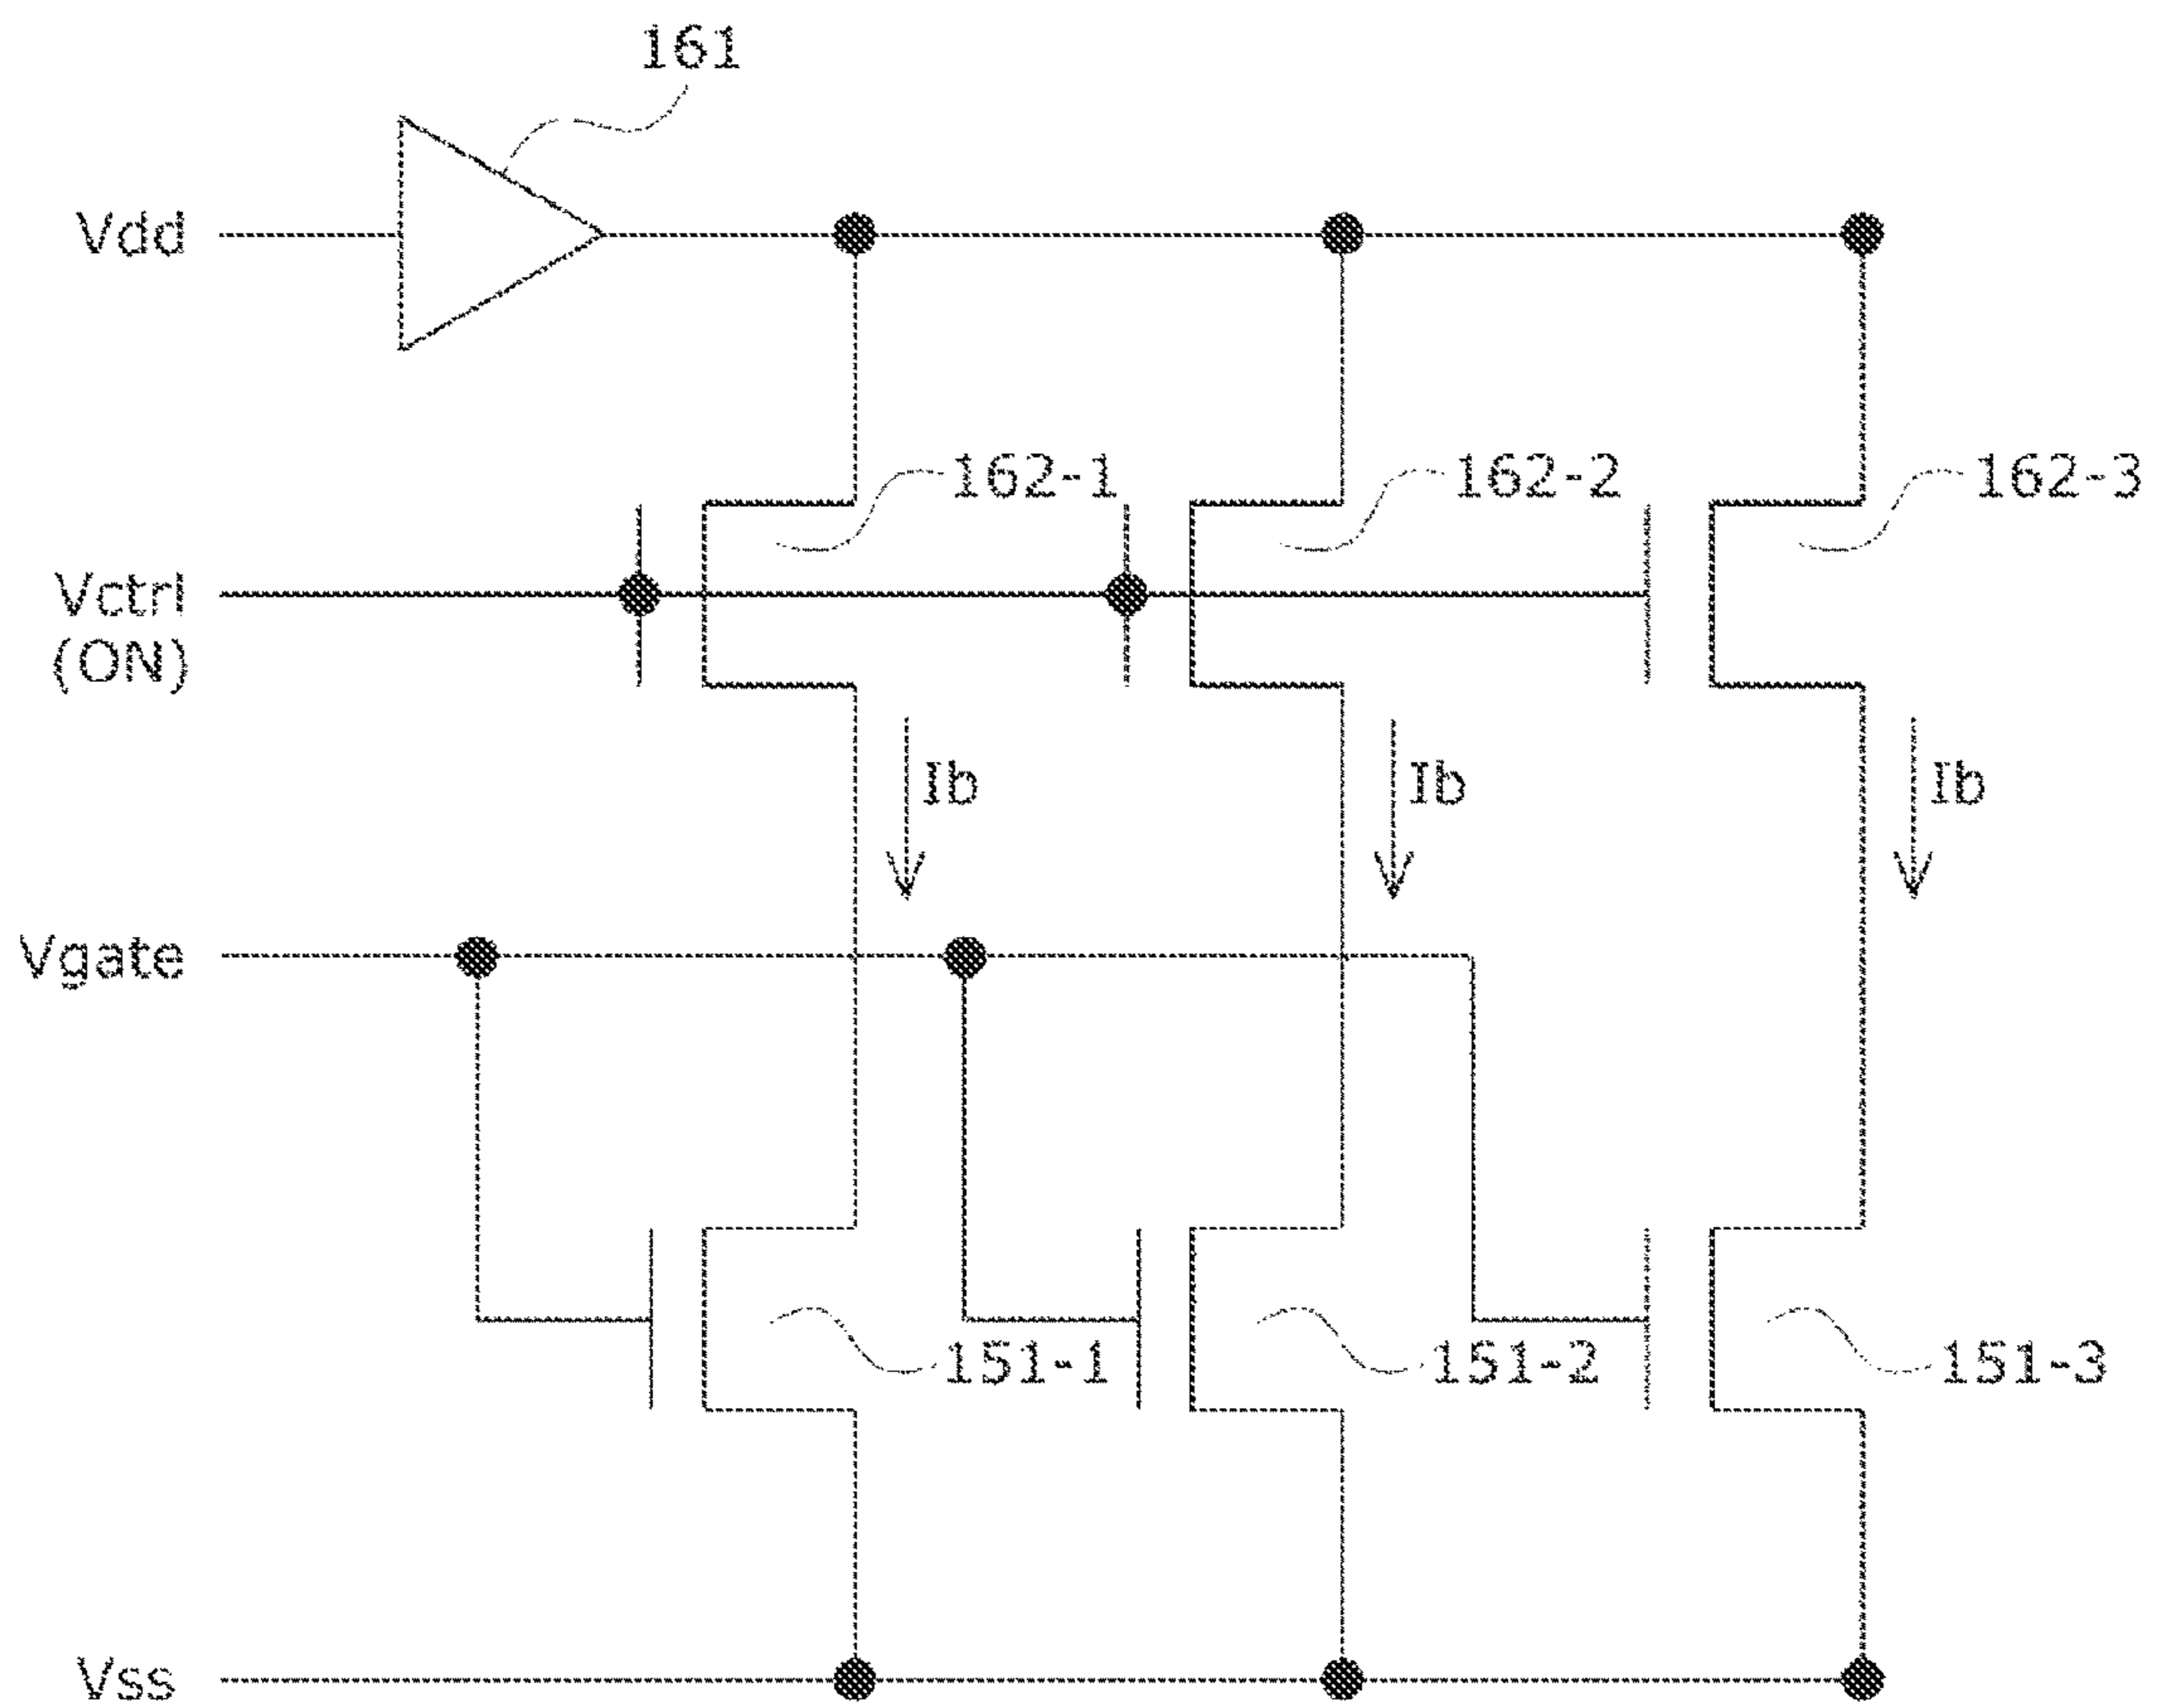 161
Vdd
162-1
162-2
162-3
Vctrl
(ON)
Ib
Ib
Ib
Vgate
151-1
151-2
151-3
Vss